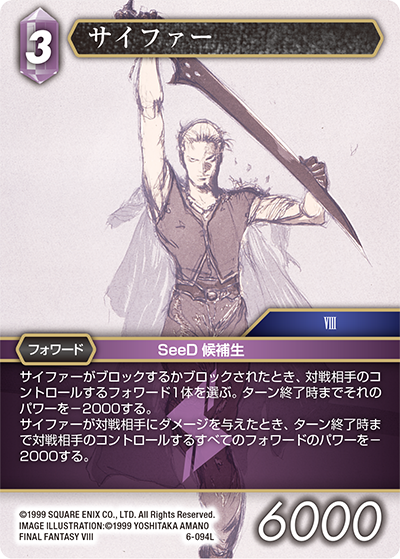 3
サイファー
VIII
フォワード
SeeD 候補生
サイファーがブロックするかブロックされたとき、対戦相手のコ
ントロールするフォワード1体を選ぶ。ターン終了時までそれの
パワーを－2000する。
サイファーが対戦相手にダメージを与えたとき、ターン終了時ま
で対戦相手のコントロールするすべてのフォワードのパワーを－
2000する。
©1999 SQUARE ENIX CO., LTD. All Rights Reserved.
IMAGE ILLUSTRATION:©1999 YOSHITAKA AMANO
FINAL FANTASY VIII
6-094L
6000